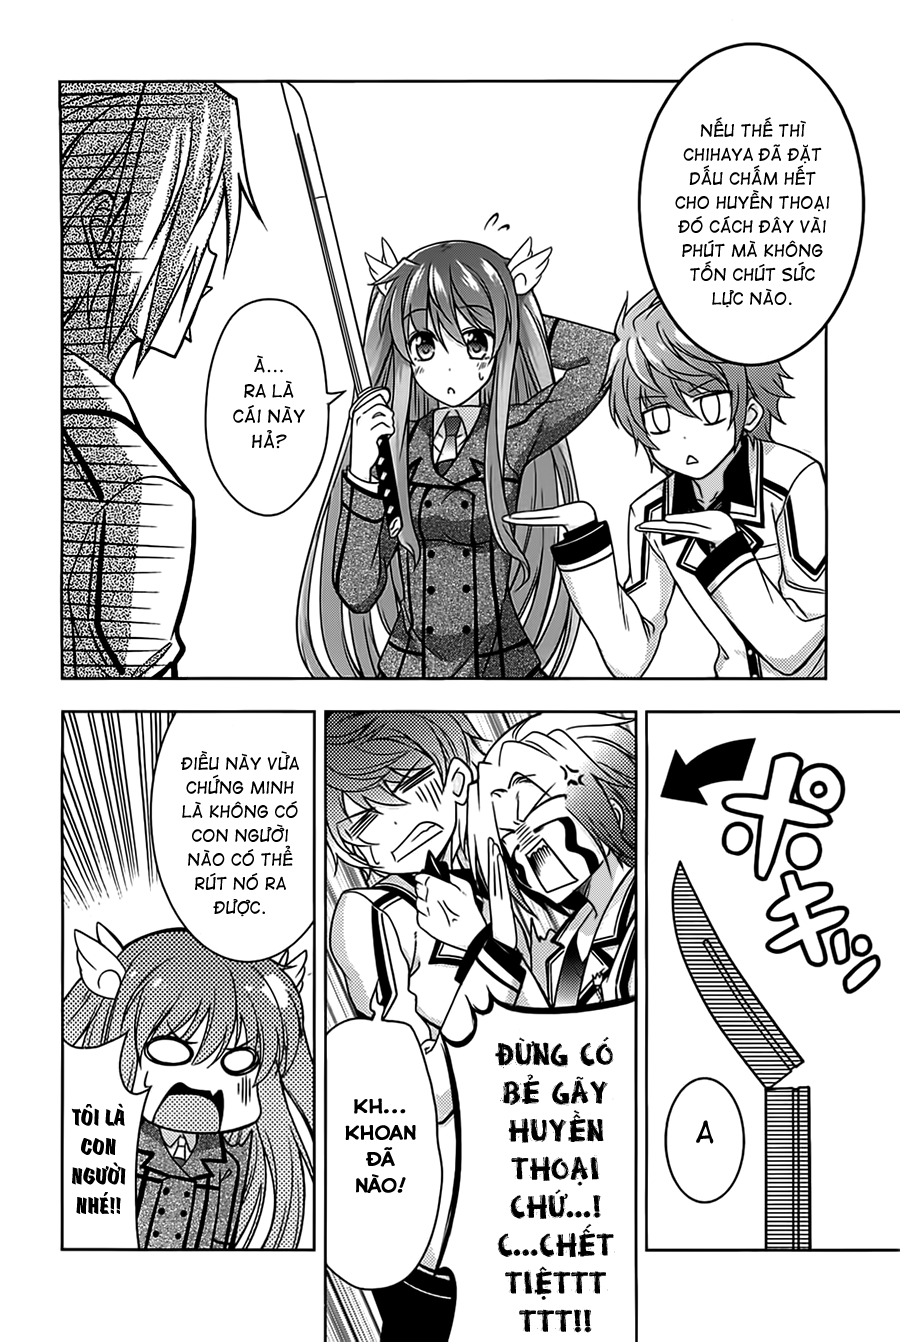 NẾU THẾ THÌ
CHIHAYA ĐÃ ĐẶT
DẤU CHẤM HẾT
CHO HUYỀN THOẠI
ĐÓ CÁCH ĐÂY VÀI
PHÚT MÀ KHÔNG
TỐN CHÚT SỨC
LỰC NÀO.
À...
RA LÀ
CÁI NÀY
HẢ?
ポキッ
A
ĐỪNG CÓ
BẺ GÃY
HUYỀN
THOẠI
CHỨ...!
C...CHẾT
TIỆTTT
TTT!!
KH...
KHOAN
ĐÃ
NÀO!
ĐIỀU NÀY VỪA
CHỨNG MINH
LÀ KHÔNG CÓ
CON NGƯỜI
NÀO CÓ THỂ
RÚT NÓ RA
ĐƯỢC.
TÔI LÀ
CON
NGƯỜI
NHÉ!!